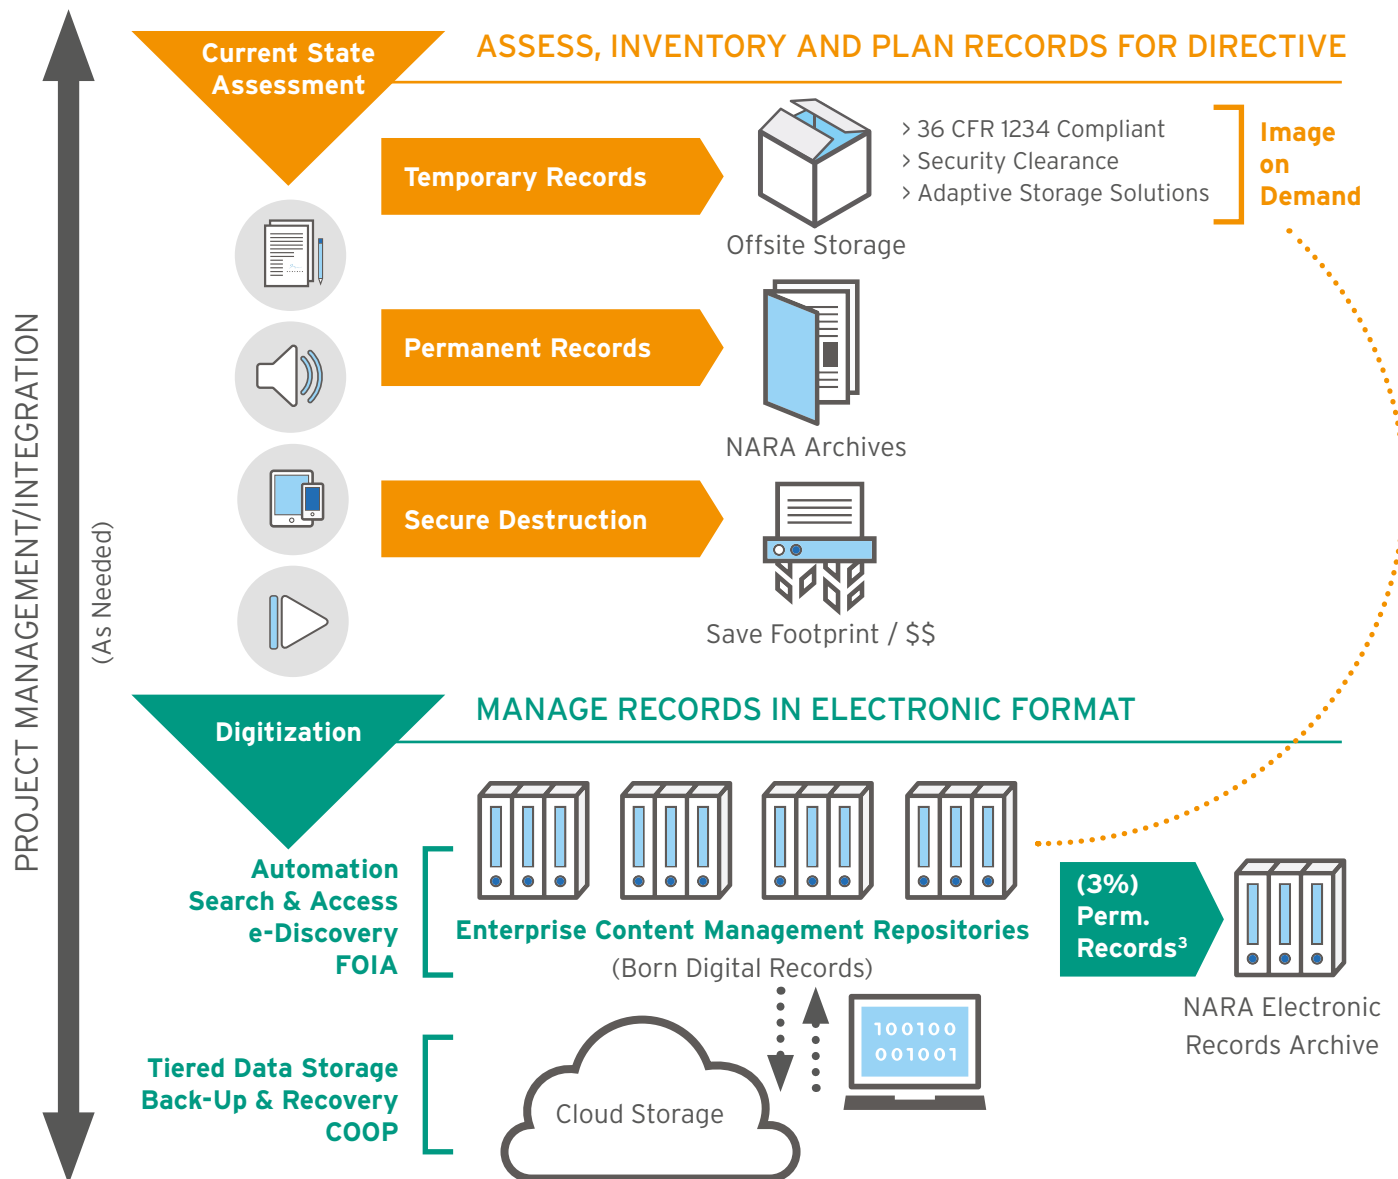 PROJECT MANAGEMENT/INTEGRATION
(As Needed)
Current State
Assessment
ASSESS, INVENTORY AND PLAN RECORDS FOR DIRECTIVE
Temporary Records
Offsite Storage
> 36 CFR 1234 Compliant
> Security Clearance
> Adaptive Storage Solutions
Image
on
Demand
Permanent Records
NARA Archives
Secure Destruction
Save Footprint / $$
Digitization
MANAGE RECORDS IN ELECTRONIC FORMAT
Automation
Search & Access
e-Discovery
FOIA
Enterprise Content Management Repositories
(Born Digital Records)
(3%)
Perm.
Records³
NARA Electronic
Records Archive
Tiered Data Storage
Back-Up & Recovery
COOP
Cloud Storage
100100
001001